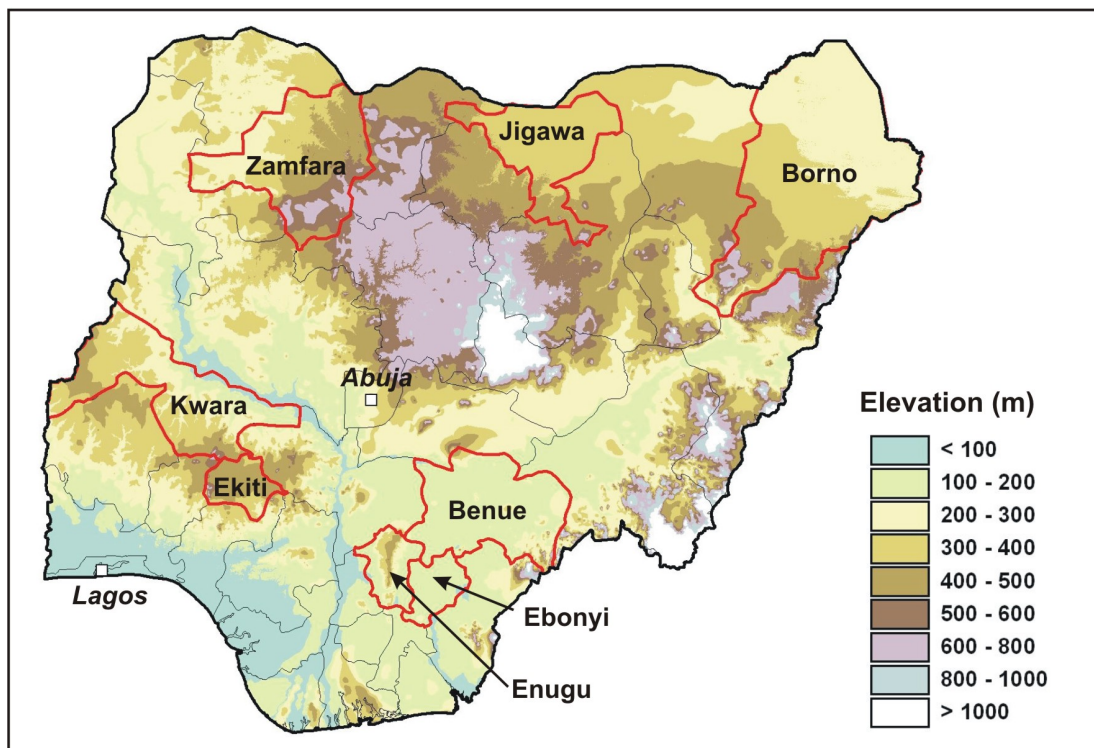 Zamfara
Jigawa
Borno
Abuja
Kwara
Ekiti
Benue
Lagos
Ebonyi
Enugu
Elevation (m)
< 100
100 - 200
200 - 300
300 - 400
400 - 500
500 - 600
600 - 800
800 - 1000
> 1000